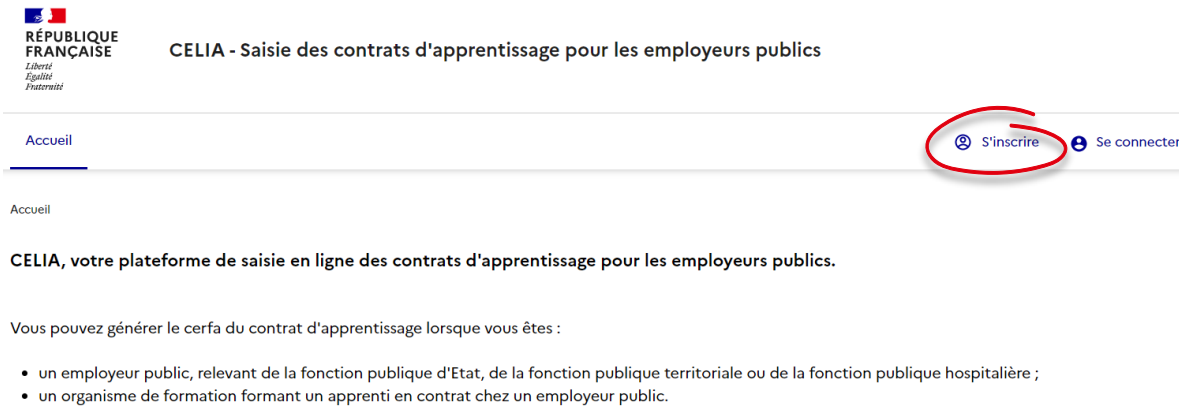 RÉPUBLIQUE
FRANÇAISE
Liberté
Égalité
Fraternité
CELIA - Saisie des contrats d'apprentissage pour les employeurs publics
Accueil
S'inscrire
Se connecter
Accueil
CELIA, votre plateforme de saisie en ligne des contrats d'apprentissage pour les employeurs publics.
Vous pouvez générer le cerfa du contrat d'apprentissage lorsque vous êtes :
• un employeur public, relevant de la fonction publique d'Etat, de la fonction publique territoriale ou de la fonction publique hospitalière ;
• un organisme de formation formant un apprenti en contrat chez un employeur public.